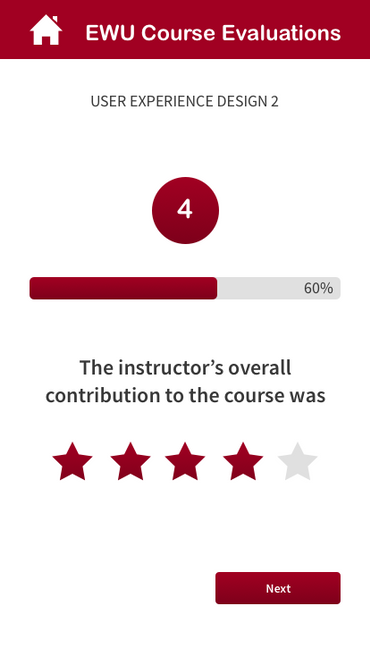 EWU Course Evaluations
USER EXPERIENCE DESIGN 2
4
60%
The instructor’s overall
contribution to the course was
Next